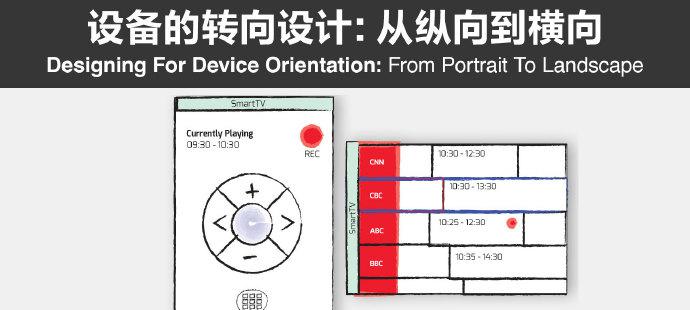 设备的转向设计：从纵向到横向
Designing For Device Orientation: From Portrait To Landscape
SmartTV
Currently Playing
09:30 - 10:30
REC
+
<
>
-
SmartTV
CNN
10:30 - 12:30
CBC
10:30 - 13:30
ABC
10:25 - 12:30
BBC
10:35 - 14:30